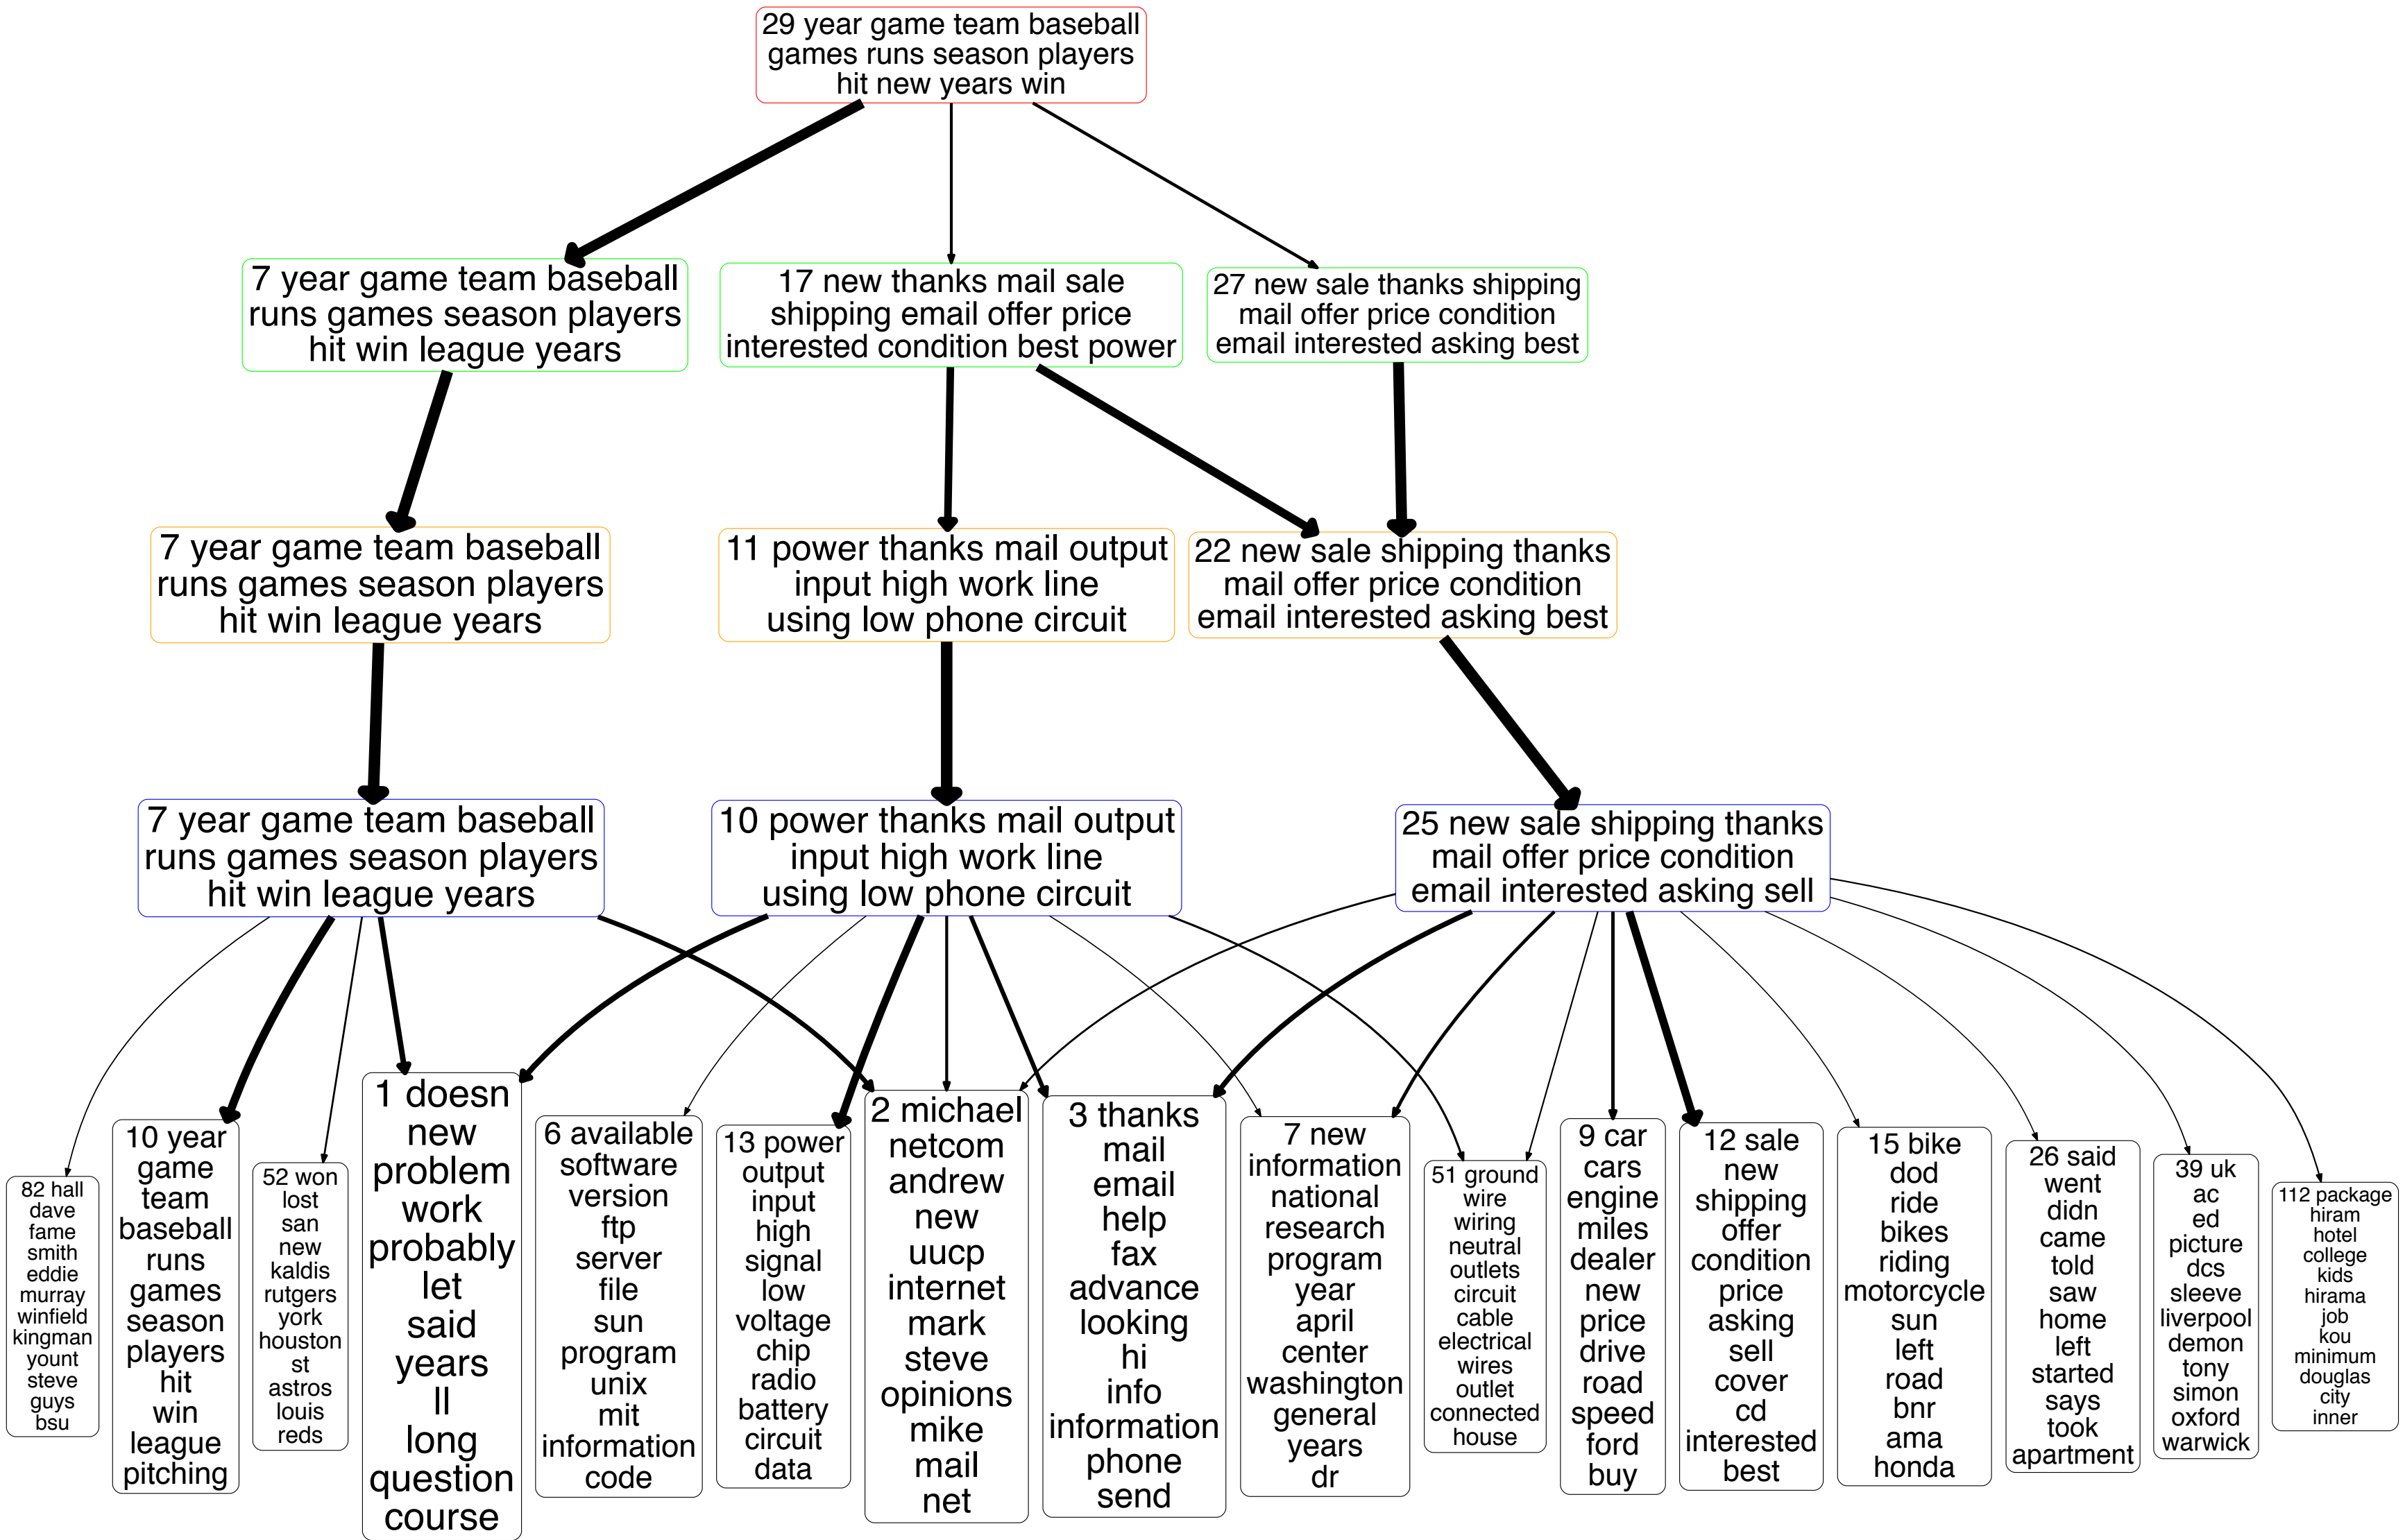 29 year game team baseball
games runs season players
hit new years win
7 year game team baseball
runs games season players
hit win league years
17 new thanks mail sale
shipping email offer price
interested condition best power
27 new sale thanks shipping
mail offer price condition
email interested asking best
7 year game team baseball
runs games season players
hit win league years
11 power thanks mail output
input high work line
using low phone circuit
22 new sale shipping thanks
mail offer price condition
email interested asking best
7 year game team baseball
runs games season players
hit win league years
10 power thanks mail output
input high work line
using low phone circuit
25 new sale shipping thanks
mail offer price condition
email interested asking sell
82 hall
dave
fame
smith
eddie
murray
winfield
kingman
yount
steve
guys
bsu
10 year
game
team
baseball
runs
games
season
players
hit
win
league
pitching
52 won
lost
san
new
kaldis
rutgers
york
houston
st
astros
louis
reds
1 doesn
new
problem
work
probably
let
said
years
ll
long
question
course
6 available
software
version
ftp
server
file
sun
program
unix
mit
information
code
13 power
output
input
high
signal
low
voltage
chip
radio
battery
circuit
data
2 michael
netcom
andrew
new
uucp
internet
mark
steve
opinions
mike
mail
net
3 thanks
mail
email
help
fax
advance
looking
hi
info
information
phone
send
7 new
information
national
research
program
year
april
center
washington
general
years
dr
51 ground
wire
wiring
neutral
outlets
circuit
cable
electrical
wires
outlet
connected
house
9 car
cars
engine
miles
dealer
new
price
drive
road
speed
ford
buy
12 sale
new
shipping
offer
condition
price
asking
sell
cover
cd
interested
best
15 bike
dod
ride
bikes
riding
motorcycle
sun
left
road
bnr
ama
honda
26 said
went
didn
came
told
saw
home
left
started
says
took
apartment
39 uk
ac
ed
picture
dcs
sleeve
liverpool
demon
tony
simon
oxford
warwick
112 package
hiram
hotel
college
kids
hirama
job
kou
minimum
douglas
city
inner